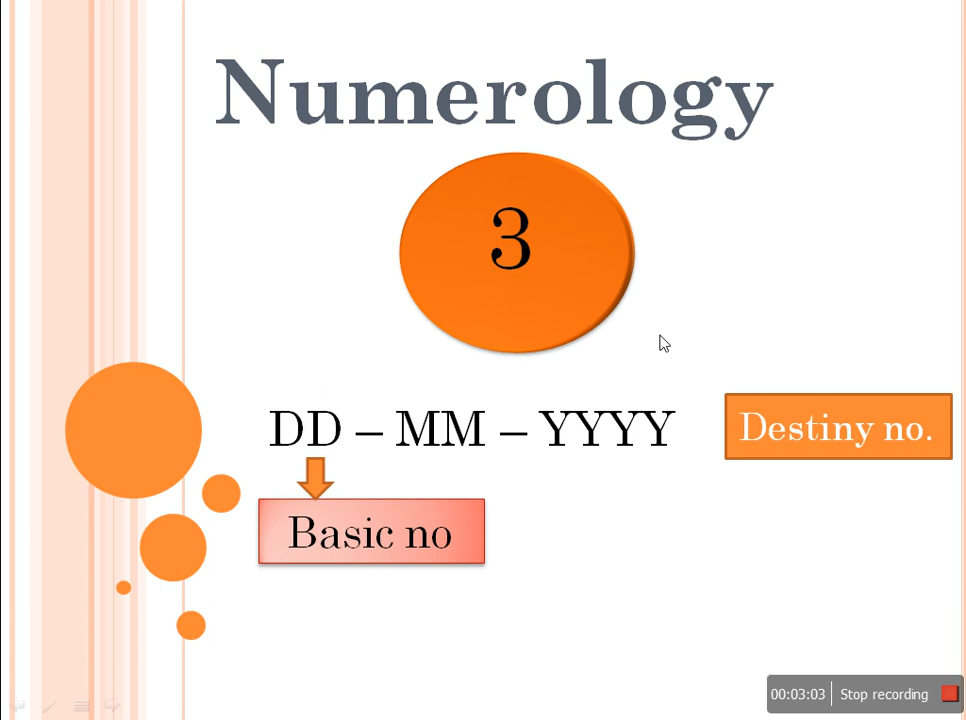 Numerology
3
DD – MM – YYYY
Destiny no.
Basic no
00:03:03 Stop recording